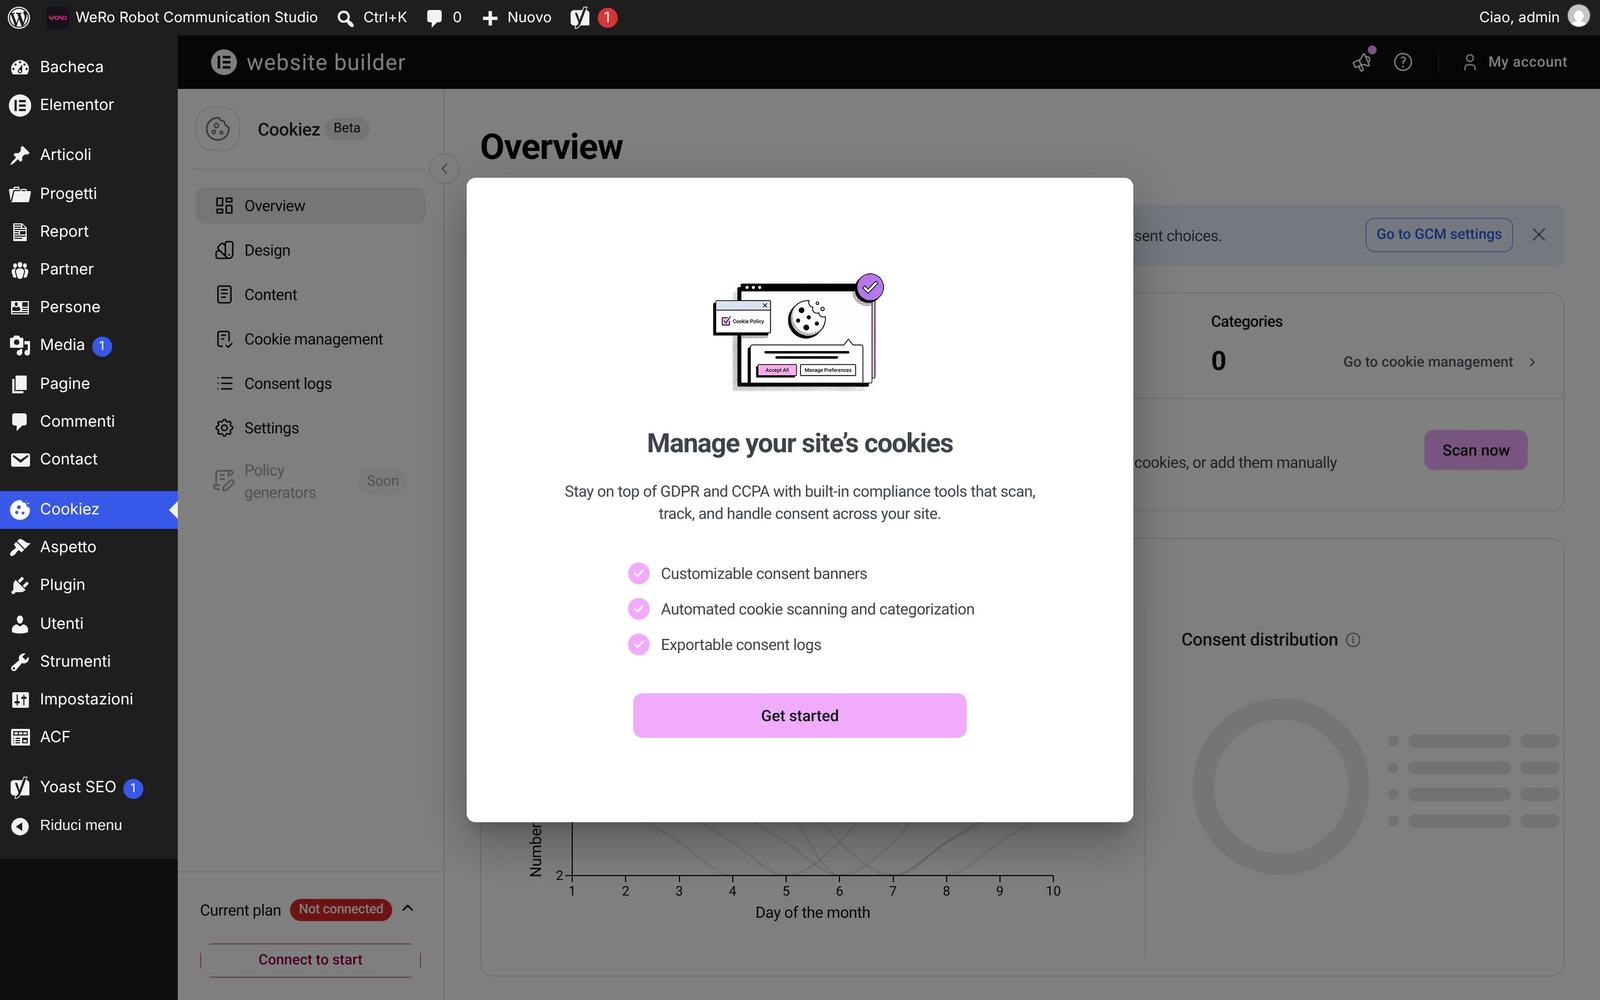 WeRo Robot Communication Studio
Ctrl+K
0
Nuovo
1
Ciao, admin
Bacheca
Elementor
Articoli
Progetti
Report
Partner
Persone
Media 1
Pagine
Commenti
Contact
Cookiez
Aspetto
Plugin
Utenti
Strumenti
Impostazioni
ACF
Yoast SEO 1
Riduci menu
website builder
My account
Cookiez Beta
Overview
Design
Content
Cookie management
Consent logs
Settings
Policy
generators
Soon
Current plan Not connected
Connect to start
Overview
sent choices.
Go to GCM settings
Categories
0
Go to cookie management
cookies, or add them manually
Scan now
Consent distribution
Cookie Policy
Accept All
Manage Preferences
Manage your site’s cookies
Stay on top of GDPR and CCPA with built-in compliance tools that scan,
track, and handle consent across your site.
Customizable consent banners
Automated cookie scanning and categorization
Exportable consent logs
Get started
Number
2
1 2 3 4 5 6 7 8 9 10
Day of the month